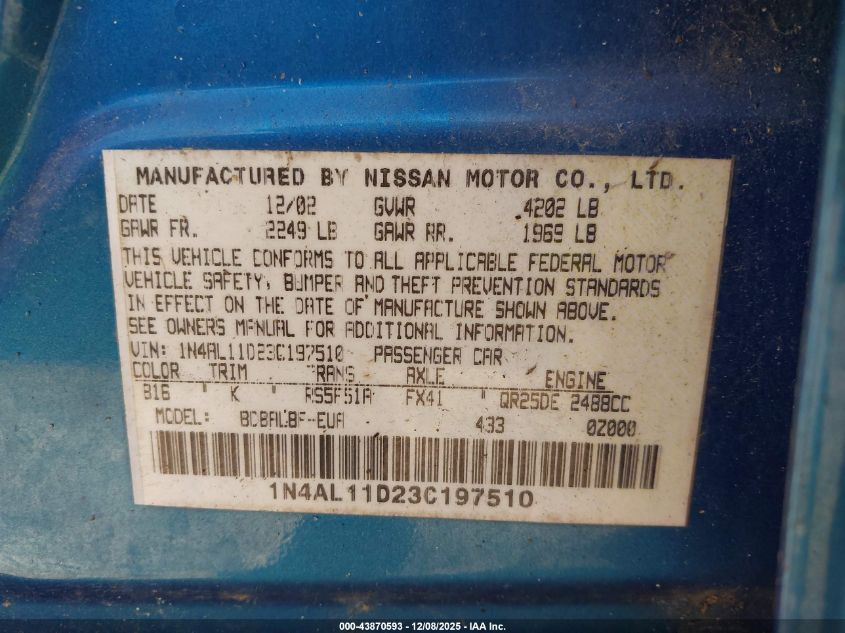 MANUFACTURED BY NISSAN MOTOR CO., LTD.
DATE 12/02 GVWR 4202 LB
GAWR FR. 2249 LB GAWR RR. 1969 LB
THIS VEHICLE CONFORMS TO ALL APPLICABLE FEDERAL MOTOR
VEHICLE SAFETY, BUMPER AND THEFT PREVENTION STANDARDS
IN EFFECT ON THE DATE OF MANUFACTURE SHOWN ABOVE.
SEE OWNERS MANUAL FOR ADDITIONAL INFORMATION.
VIN: 1N4AL11D23C197510 PASSENGER CAR
COLOR TRIM TRANS AXLE ENGINE
B16 K RS5F51A FX41 QR25DE 2488CC
MODEL: BDBALBF-EUA 433 0Z000
1N4AL11D23C197510
000-43870593 - 12/08/2025 - IAA Inc.